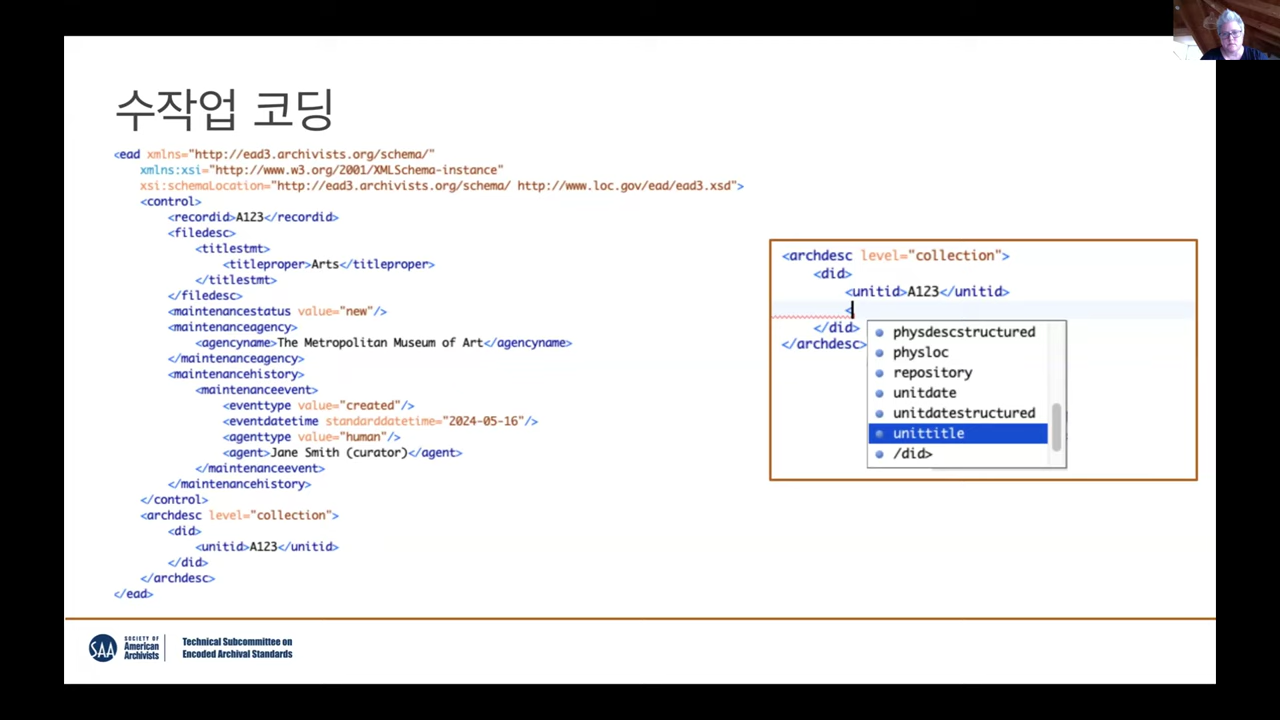 수작업 코딩
<ead xmlns="http://ead3.archivists.org/schema/"
xmlns:xsi="http://www.w3.org/2001/XMLSchema-instance"
xsi:schemaLocation="http://ead3.archivists.org/schema/ http://www.loc.gov/ead/ead3.xsd">
<control>
<recordid>A123</recordid>
<filedesc>
<titlestmt>
<titleproper>Arts</titleproper>
</titlestmt>
</filedesc>
<maintenancestatus value="new"/>
<maintenanceagency>
<agencyname>The Metropolitan Museum of Art</agencyname>
</maintenanceagency>
<maintenancehistory>
<maintenanceevent>
<eventtype value="created"/>
<eventdatetime standarddatetime="2024-05-16"/>
<agenttype value="human"/>
<agent>Jane Smith (curator)</agent>
</maintenanceevent>
</maintenancehistory>
</control>
<archdesc level="collection">
<did>
<unitid>A123</unitid>
</did>
</archdesc>
</ead>
<archdesc level="collection">
<did>
<unitid>A123</unitid>
<
</did>
</archdesc>
physdescstructured
physloc
repository
unitdate
unitdatestructured
unittitle
/did>
SAA
SOCIETY OF
American
Archivists
Technical Subcommittee on
Encoded Archival Standards